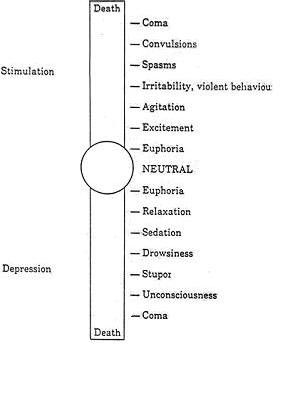 Death
Coma
Convulsions
Spasms
Stimulation
Irritability, violent behaviou
Agitation
Excitement
Euphoria
NEUTRAL
Euphoria
Relaxation
Sedation
Drowsiness
Depression
Stupor
Unconsciousness
Coma
Death